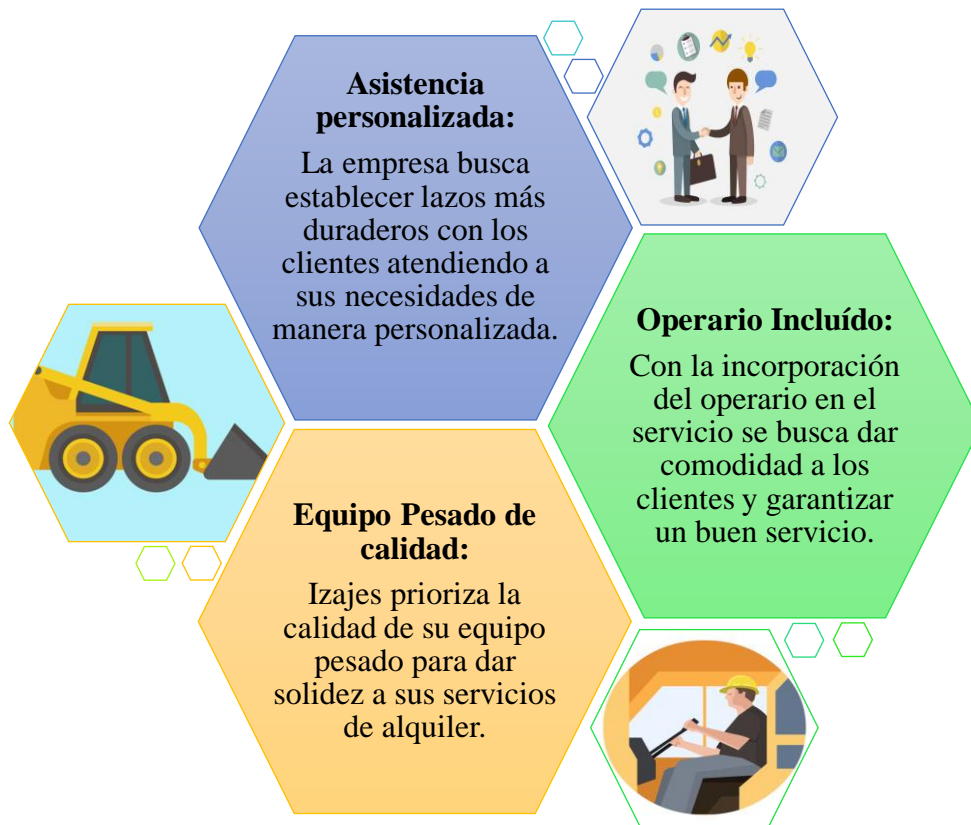 Asistencia
personalizada:
La empresa busca
establecer lazos más
duraderos con los
clientes atendiendo a
sus necesidades de
manera personalizada.
Operario Incluído:
Con la incorporación
del operario en el
servicio se busca dar
comodidad a los
clientes y garantizar
un buen servicio.
Equipo Pesado de
calidad:
Izajes prioriza la
calidad de su equipo
pesado para dar
solidez a sus servicios
de alquiler.